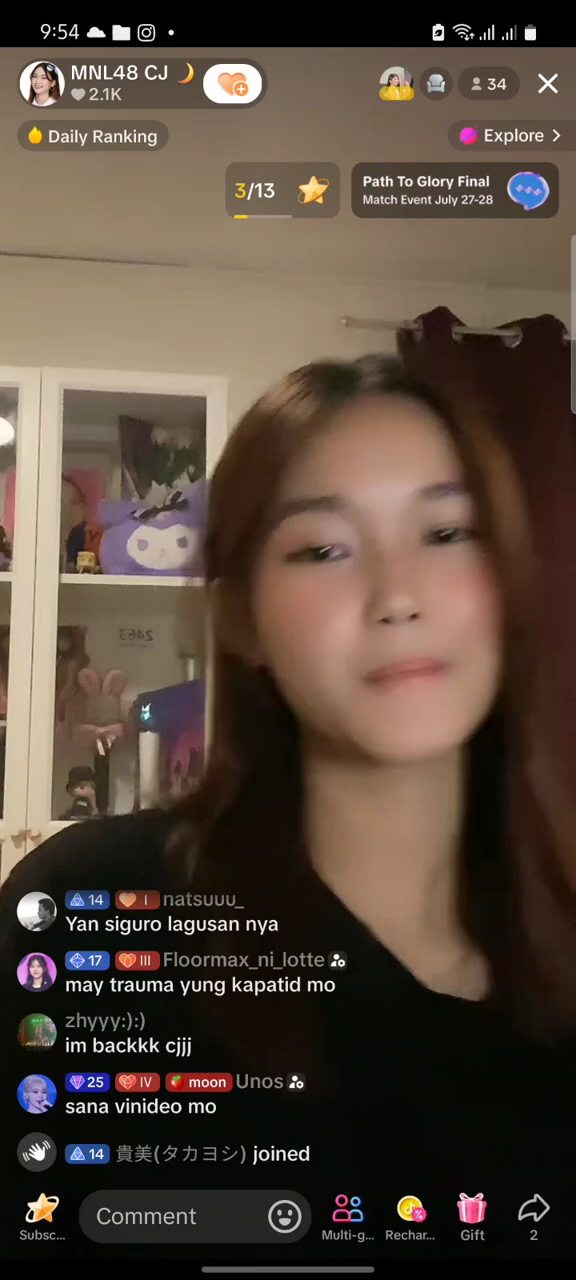 9:54
MNL48 CJ 🌙
2.1K
34
Daily Ranking
Explore >
3/13
Path To Glory Final
Match Event July 27-28
2463
14 I natsuuu_
Yan siguro lagusan nya
17 III Floormax_ni_lotte
may trauma yung kapatid mo
zhyyy:):)
im backkk cjjj
25 IV moon Unos
sana vinideo mo
14 貴美(タカヨシ) joined
Subsc...
Comment
Multi-g...
Rechar...
Gift
2